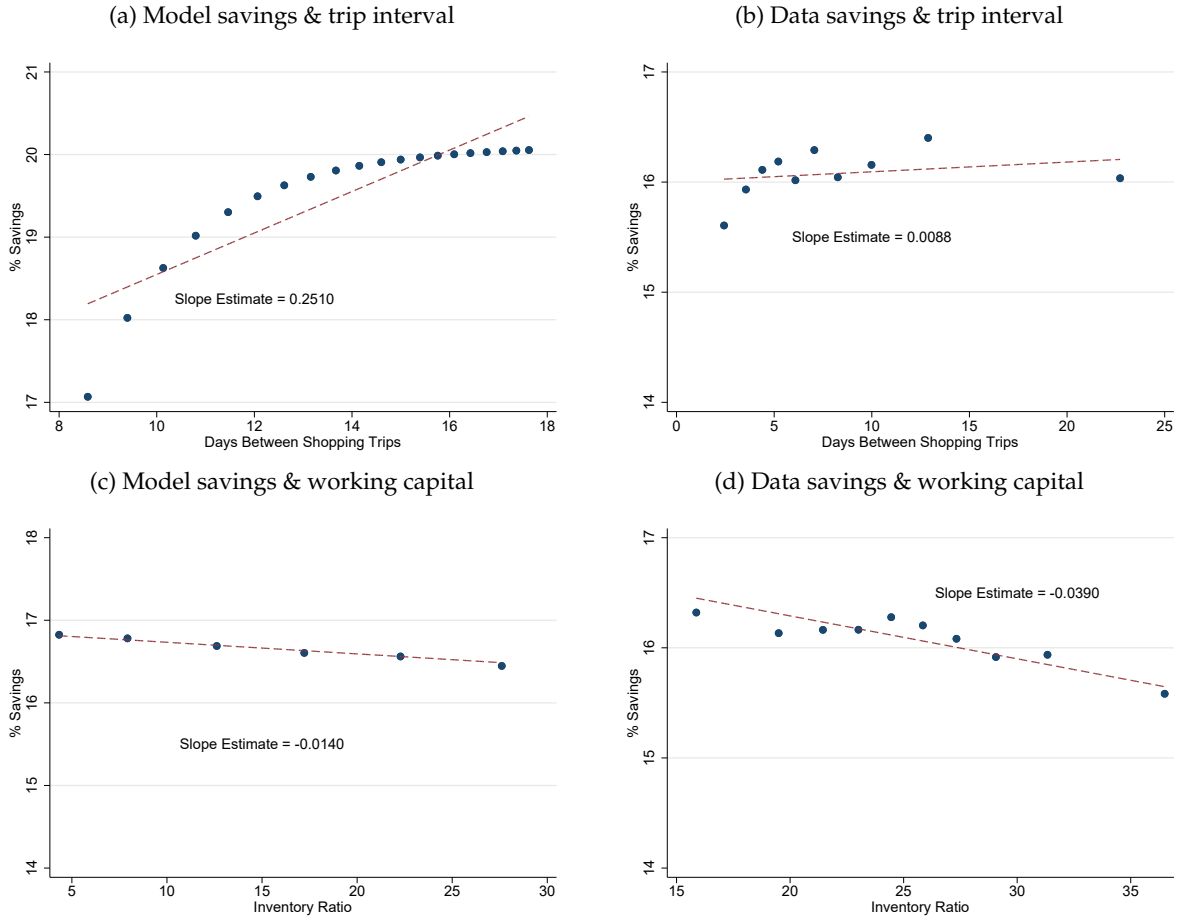 (a) Model savings & trip interval
21
20
19
18
17
% Savings
Slope Estimate = 0.2510
8 10 12 14 16 18
Days Between Shopping Trips
(b) Data savings & trip interval
17
16
15
14
% Savings
Slope Estimate = 0.0088
0 5 10 15 20 25
Days Between Shopping Trips
(c) Model savings & working capital
18
17
16
15
14
% Savings
Slope Estimate = -0.0140
5 10 15 20 25 30
Inventory Ratio
(d) Data savings & working capital
17
16
15
14
% Savings
Slope Estimate = -0.0390
15 20 25 30 35
Inventory Ratio